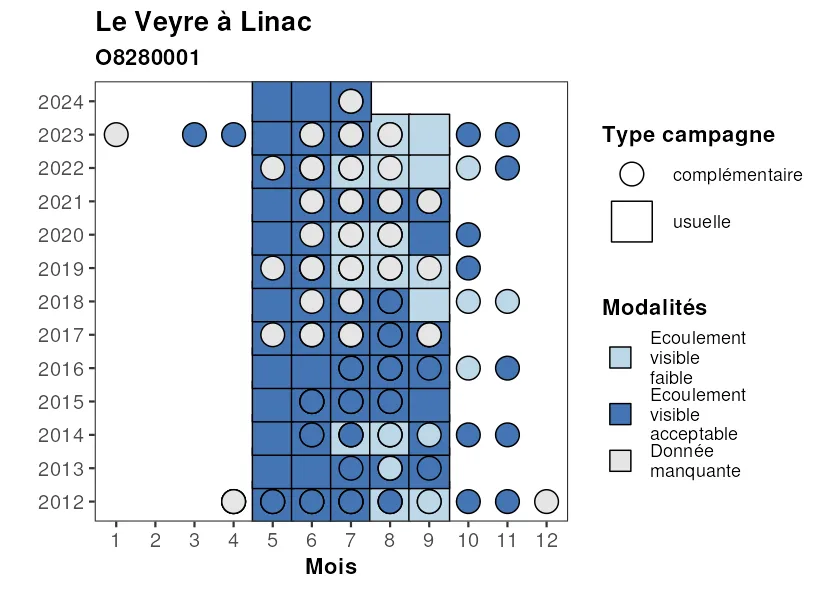 Le Veyre à Linac
O8280001
2024
2023
2022
2021
2020
2019
2018
2017
2016
2015
2014
2013
2012
1 2 3 4 5 6 7 8 9 10 11 12
Mois
Type campagne
complémentaire
usuelle
Modalités
Ecoulement
visible
faible
Ecoulement
visible
acceptable
Donnée
manquante